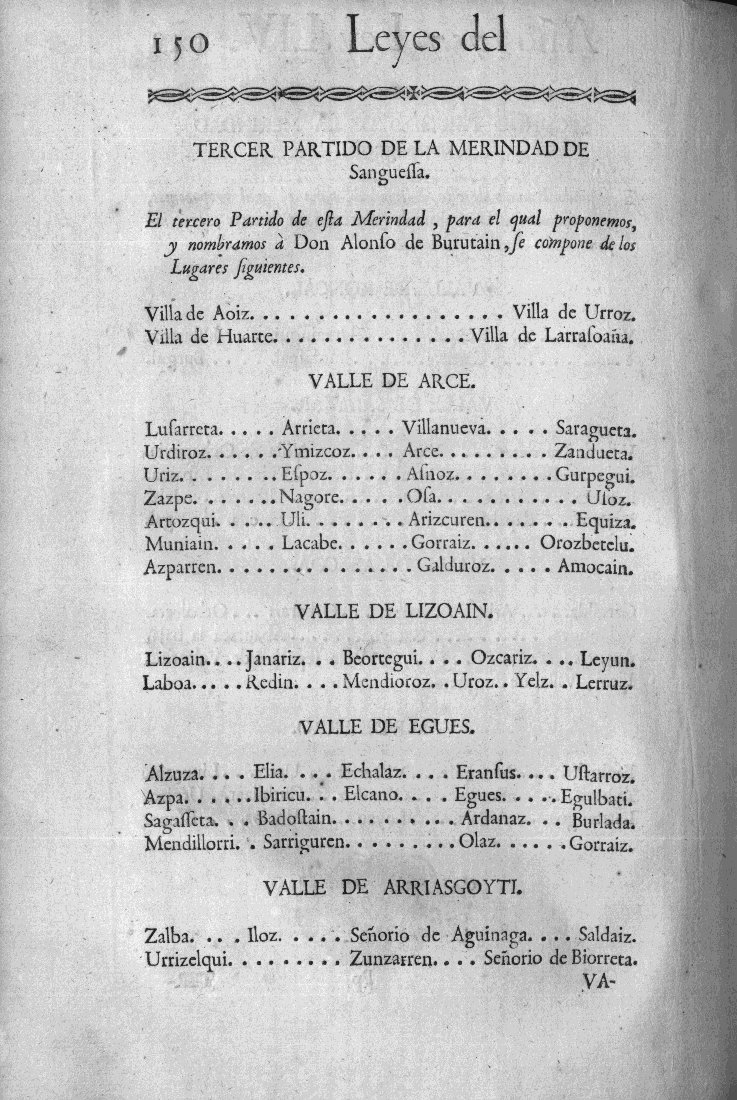 150 Leyes del
TERCER PARTIDO DE LA MERINDAD DE
Sangueſſa.
El tercero Partido de eſta Merindad, para el qual proponemos,
y nombramos à Don Alonſo de Burutain, ſe compone de los
Lugares ſiguientes.
Villa de Aoiz. . . . . . . . . . . . . . . . . . Villa de Urroz.
Villa de Huarte. . . . . . . . . . . . . . . . Villa de Larraſoaña.
VALLE DE ARCE.
Luſarreta. . . . . Arrieta. . . . . Villanueva. . . . . Saragueta.
Urdiroz. . . . . . Ymizcoz. . . . Arce. . . . . . . . . Zandueta.
Uriz. . . . . . . . Eſpoz. . . . . . Aſnoz. . . . . . . . Gurpegui.
Zazpe. . . . . . . Nagore. . . . . Oſa. . . . . . . . . . . . Uſoz.
Artozqui. . . . . Uli. . . . . . . . Arizcuren. . . . . . . Equiza.
Muniain. . . . . Lacabe. . . . . . Gorraiz. . . . . . Orozbetelu.
Azparren. . . . . . . . . . . . . . . . Galduroz. . . . . Amocain.
VALLE DE LIZOAIN.
Lizoain. . . . Janariz. . . Beortegui. . . . Ozcariz. . . . Leyun.
Laboa. . . . . Redin. . . . Mendioroz. . Uroz. . Yelz. . Lerruz.
VALLE DE EGUES.
Alzuza. . . . Elia. . . . Echalaz. . . . Eranſus. . . . Uſtarroz.
Azpa. . . . . . Ibiricu. . . Elcano. . . . Egues. . . . . Egulbati.
Sagaſſeta. . . Badoſtain. . . . . . . . . . Ardanaz. . . Burlada.
Mendillorri. . Sarriguren. . . . . . . . . Olaz. . . . . . Gorraiz.
VALLE DE ARRIASGOYTI.
Zalba. . . . Iloz. . . . . Señorio de Aguinaga. . . . Saldaiz.
Urrizelqui. . . . . . . . . Zunzarren. . . . Señorio de Biorreta.
VA-